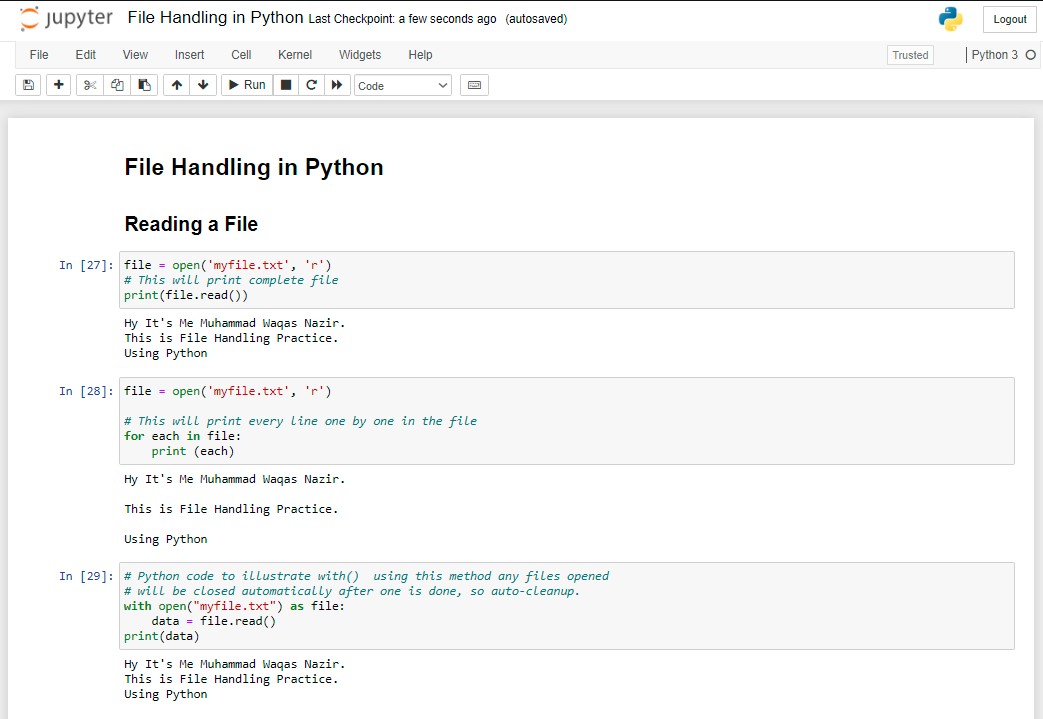 jupyter File Handling in Python Last Checkpoint: a few seconds ago (autosaved) Logout
File Edit View Insert Cell Kernel Widgets Help Trusted Python 3
Run Code
File Handling in Python
Reading a File
In [27]: file = open('myfile.txt', 'r')
# This will print complete file
print(file.read())
Hy It's Me Muhammad Waqas Nazir.
This is File Handling Practice.
Using Python
In [28]: file = open('myfile.txt', 'r')
# This will print every line one by one in the file
for each in file:
    print (each)
Hy It's Me Muhammad Waqas Nazir.
This is File Handling Practice.
Using Python
In [29]: # Python code to illustrate with()  using this method any files opened
# will be closed automatically after one is done, so auto-cleanup.
with open("myfile.txt") as file:
    data = file.read()
print(data)
Hy It's Me Muhammad Waqas Nazir.
This is File Handling Practice.
Using Python